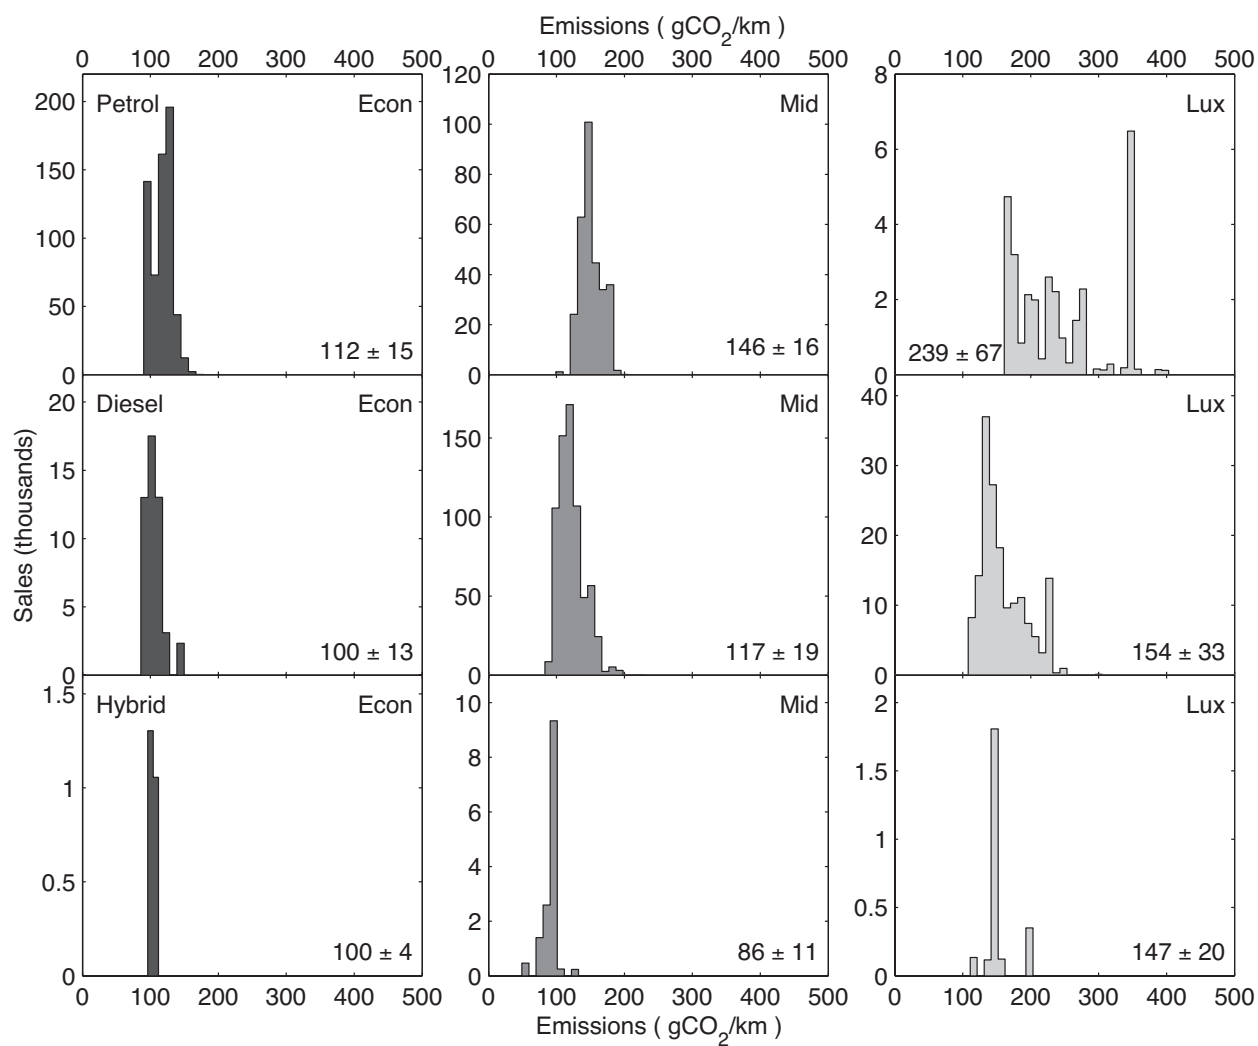 Emissions ( gCO2/km )
0 100 200 300 400 500 0 100 200 300 400 500 0 100 200 300 400 500
Petrol Econ
200
150
100
50
0
112 ± 15
Mid
120
100
80
60
40
20
0
146 ± 16
Lux
8
6
4
2
0
239 ± 67
Sales (thousands)
Diesel Econ
20
15
10
5
0
100 ± 13
Mid
150
100
50
0
117 ± 19
Lux
40
30
20
10
0
154 ± 33
Hybrid Econ
1.5
1
0.5
0
100 ± 4
Mid
10
8
6
4
2
0
86 ± 11
Lux
2
1.5
1
0.5
0
147 ± 20
0 100 200 300 400 500 0 100 200 300 400 500 0 100 200 300 400 500
Emissions ( gCO2/km )